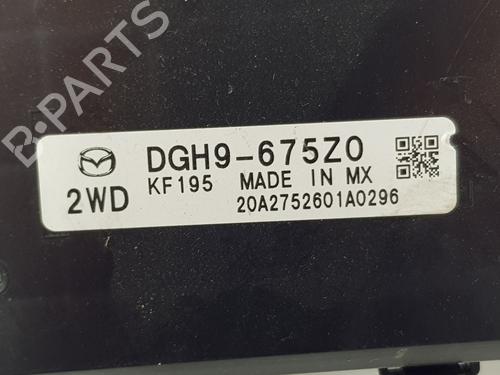 B-PARTS
DGH9-675Z0
2WD KF195 MADE IN MX
20A2752601A0296